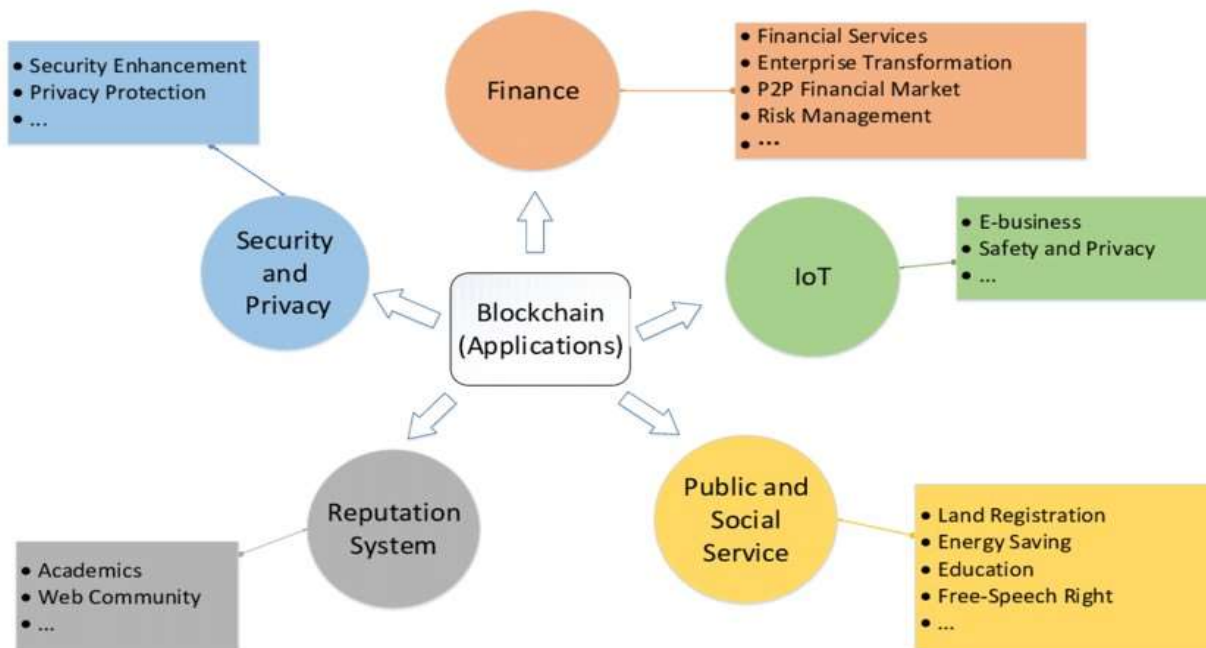 • Security Enhancement
• Privacy Protection
• ...
Finance
• Financial Services
• Enterprise Transformation
• P2P Financial Market
• Risk Management
• ...
Security
and
Privacy
IoT
• E-business
• Safety and Privacy
• ...
Blockchain
(Applications)
Reputation
System
• Academics
• Web Community
• ...
Public and
Social
Service
• Land Registration
• Energy Saving
• Education
• Free-Speech Right
• ...